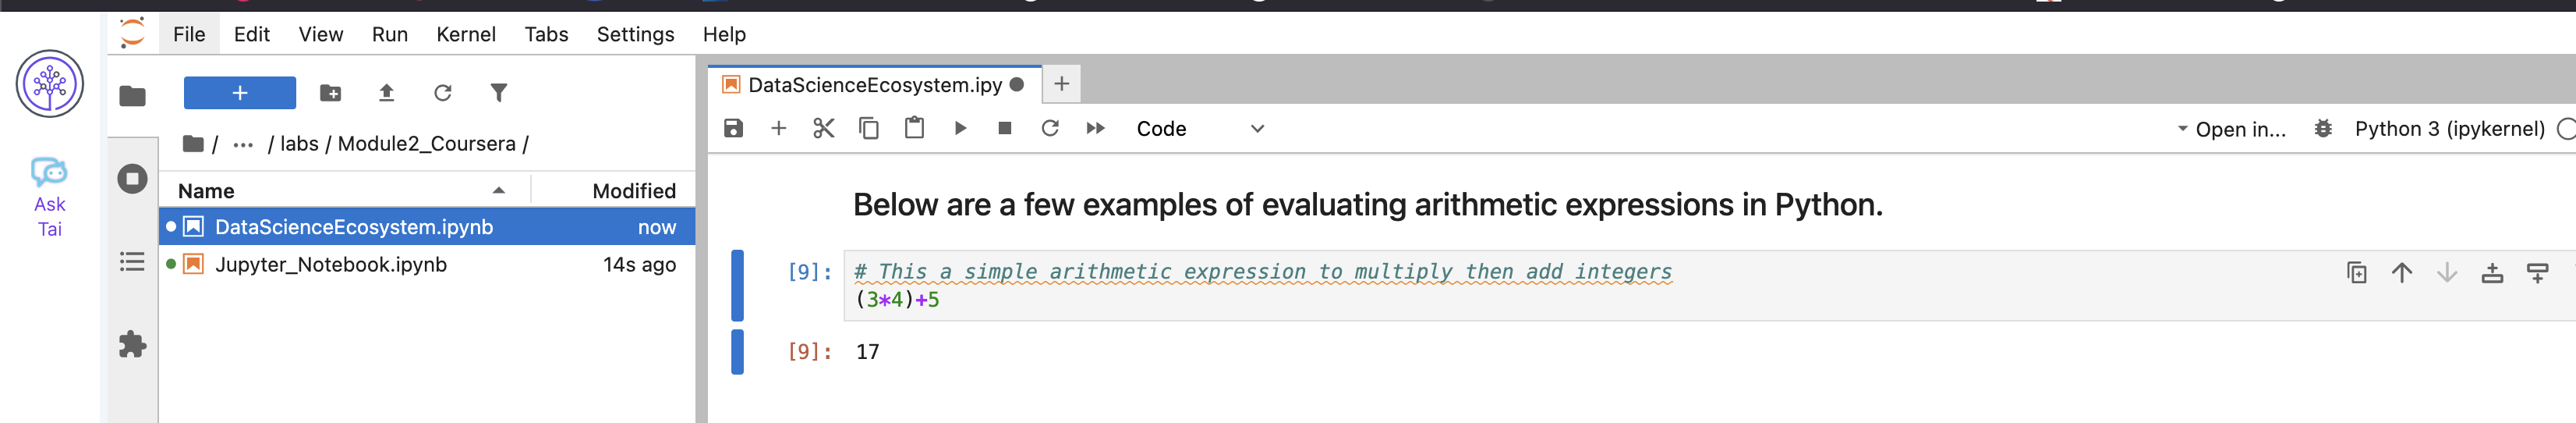 File Edit View Run Kernel Tabs Settings Help
Ask
Tai
/ ... / labs / Module2_Coursera /
Name Modified
DataScienceEcosystem.ipynb now
Jupyter_Notebook.ipynb 14s ago
DataScienceEcosystem.ipy
Code
Open in...
Python 3 (ipykernel)
Below are a few examples of evaluating arithmetic expressions in Python.
[9]: # This a simple arithmetic expression to multiply then add integers
(3*4)+5
[9]: 17